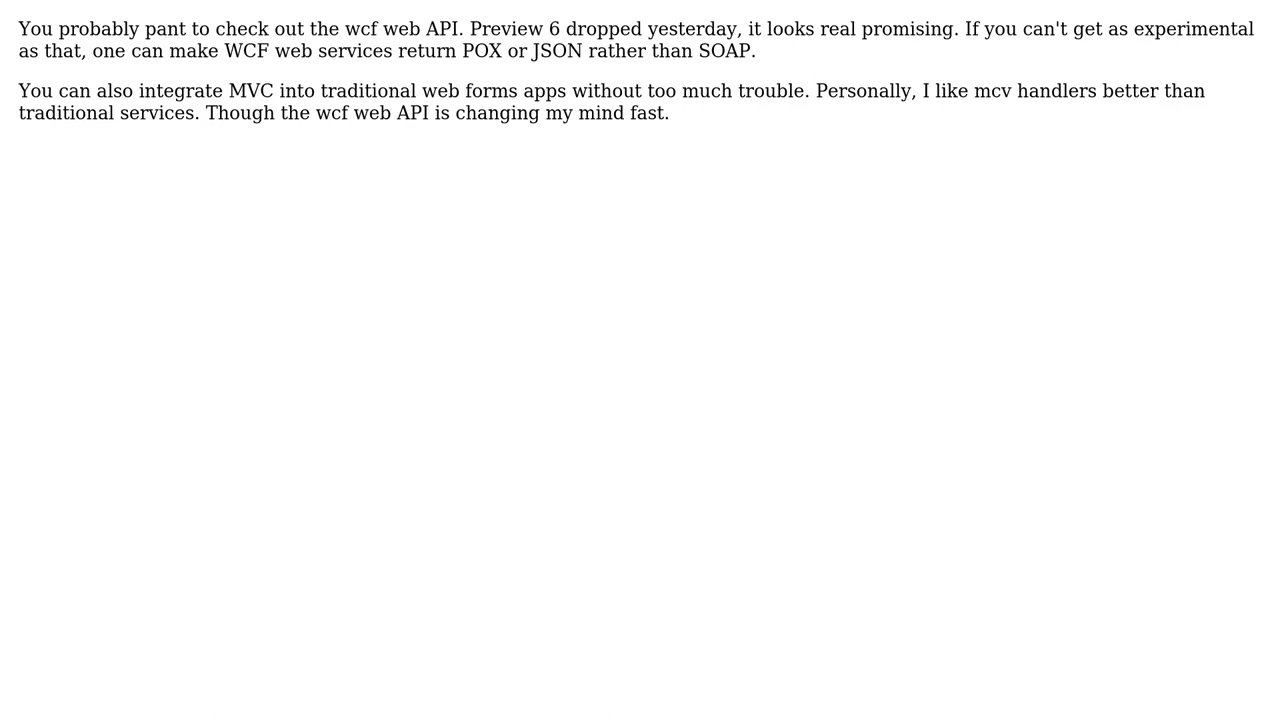 You probably pant to check out the wcf web API. Preview 6 dropped yesterday, it looks real promising. If you can't get as experimental
as that, one can make WCF web services return POX or JSON rather than SOAP.
You can also integrate MVC into traditional web forms apps without too much trouble. Personally, I like mcv handlers better than
traditional services. Though the wcf web API is changing my mind fast.